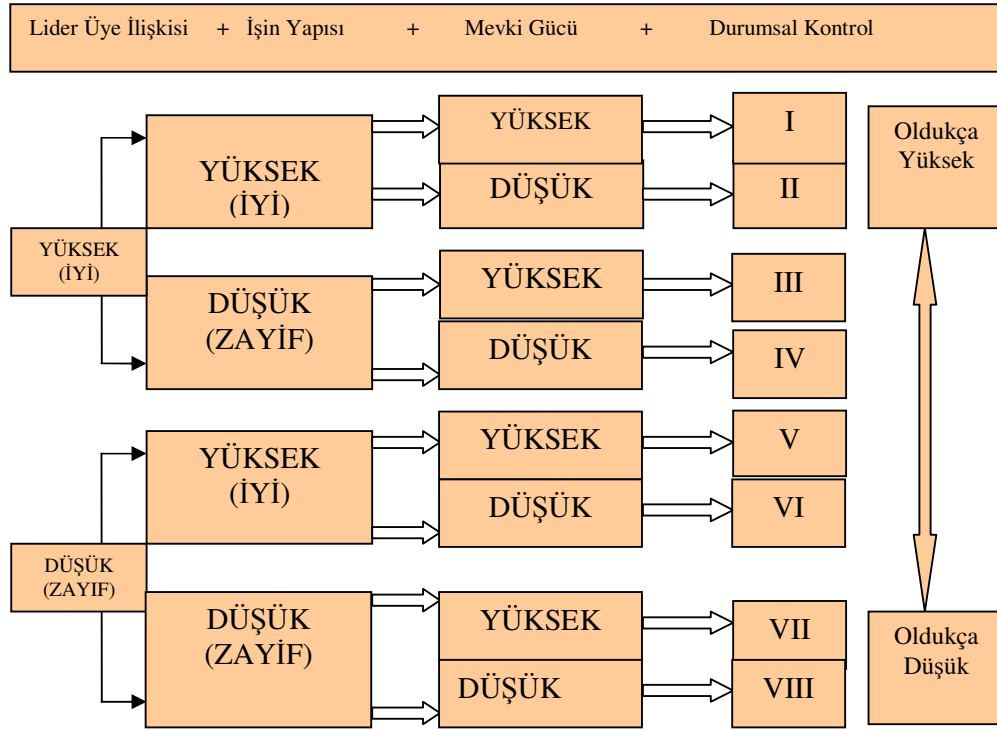 Lider Üye İlişkisi + İşin Yapısı + Mevki Gücü + Durumsal Kontrol
YÜKSEK
(İYİ)
YÜKSEK
(İYİ)
YÜKSEK
I
DÜŞÜK
II
DÜŞÜK
(ZAYİF)
YÜKSEK
III
DÜŞÜK
IV
DÜŞÜK
(ZAYIF)
YÜKSEK
(İYİ)
YÜKSEK
V
DÜŞÜK
VI
DÜŞÜK
(ZAYİF)
YÜKSEK
VII
DÜŞÜK
VIII
Oldukça
Yüksek
Oldukça
Düşük